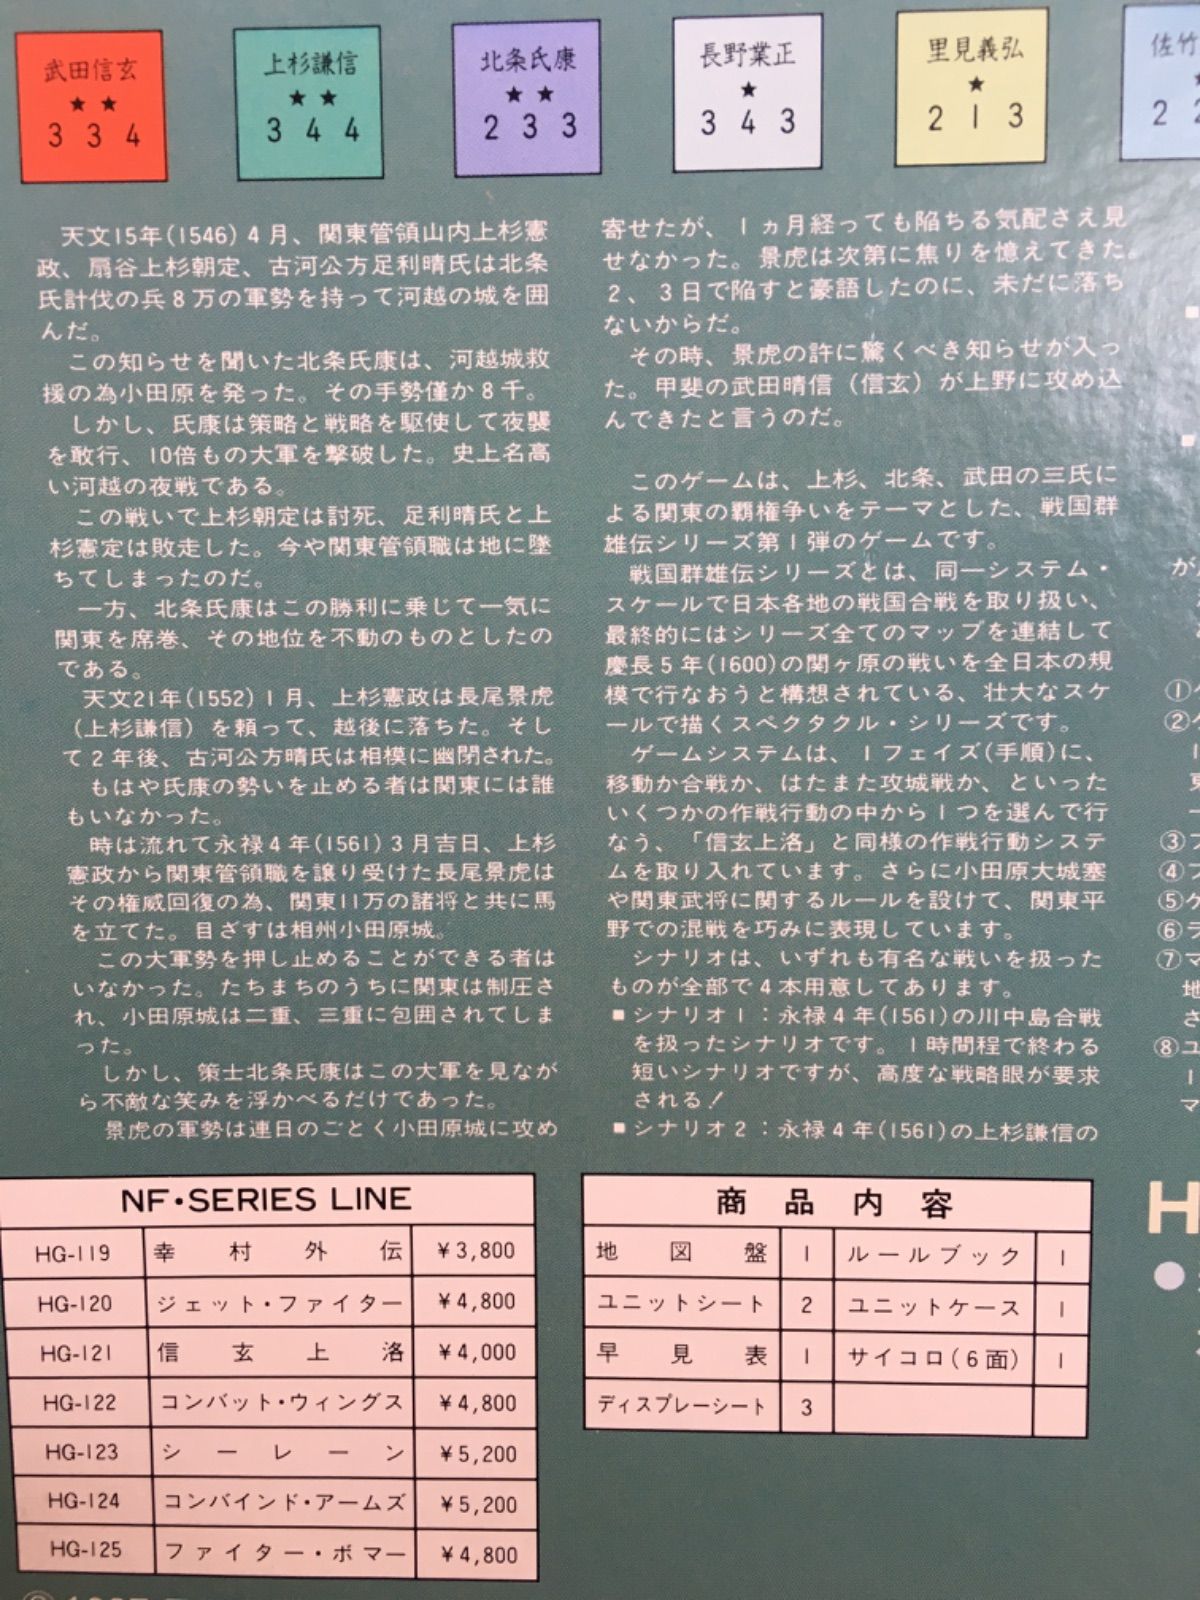 武田信玄
★ ★
3 3 4
上杉謙信
★ ★
3 4 4
北条氏康
★ ★
2 3 3
長野業正
★
3 4 3
里見義弘
★
2 1 3
佐竹
2 2
天文15年(1546)4月、関東管領山内上杉憲
政、扇谷上杉朝定、古河公方足利晴氏は北条
氏討伐の兵8万の軍勢を持って河越の城を囲
んだ。
この知らせを聞いた北条氏康は、河越城救
援の為小田原を発った。その手勢僅か8千。
しかし、氏康は策略と戦略を駆使して夜襲
を敢行、10倍もの大軍を撃破した。史上名高
い河越の夜戦である。
この戦いで上杉朝定は討死、足利晴氏と上
杉憲定は敗走した。今や関東管領職は地に墜
ちてしまったのだ。
一方、北条氏康はこの勝利に乗じて一気に
関東を席巻、その地位を不動のものとしたの
である。
天文21年(1552)1月、上杉憲政は長尾景虎
(上杉謙信)を頼って、越後に落ちた。そし
て2年後、古河公方晴氏は相模に幽閉された。
もはや氏康の勢いを止める者は関東には誰
もいなかった。
時は流れて永禄4年(1561)3月吉日、上杉
憲政から関東管領職を譲り受けた長尾景虎は
その権威回復の為、関東11万の諸将と共に馬
を立てた。目ざすは相州小田原城。
この大軍勢を押し止めることができる者は
いなかった。たちまちのうちに関東は制圧さ
れ、小田原城は二重、三重に包囲されてしま
った。
しかし、策士北条氏康はこの大軍を見なが
ら不敵な笑みを浮かべるだけであった。
景虎の軍勢は連日のごとく小田原城に攻め
寄せたが、1ヵ月経っても陥ちる気配さえ見
せなかった。景虎は次第に焦りを憶えてきた。
2、3日で陥すと豪語したのに、未だに落ち
ないからだ。
その時、景虎の許に驚くべき知らせが入っ
た。甲斐の武田晴信(信玄)が上野に攻め込
んできたと言うのだ。
このゲームは、上杉、北条、武田の三氏に
よる関東の覇権争いをテーマとした、戦国群
雄伝シリーズ第1弾のゲームです。
戦国群雄伝シリーズとは、同一システム・
スケールで日本各地の戦国合戦を取り扱い、
最終的にはシリーズ全てのマップを連結して
慶長5年(1600)の関ヶ原の戦いを全日本の規
模で行なおうと構想されている、壮大なスケ
ールで描くスペクタクル・シリーズです。
ゲームシステムは、1フェイズ(手順)に、
移動か合戦か、はたまた攻城戦か、といった
いくつかの作戦行動の中から1つを選んで行
なう、「信玄上洛」と同様の作戦行動システ
ムを取り入れています。さらに小田原大城塞
や関東武将に関するルールを設けて、関東平
野での混戦を巧みに表現しています。
シナリオは、いずれも有名な戦いを扱った
ものが全部で4本用意してあります。
■シナリオ1：永禄4年(1561)の川中島合戦
を扱ったシナリオです。1時間程で終わる
短いシナリオですが、高度な戦略眼が要求
される！
■シナリオ2：永禄4年(1561)の上杉謙信の
が
①
②
③
④
⑤
⑥
⑦マ
地
さ
⑧ユ
マ
NF・SERIES LINE
HG-119 幸村外伝 ¥3,800
HG-120 ジェット・ファイター ¥4,800
HG-121 信玄上洛 ¥4,000
HG-122 コンバット・ウィングス ¥4,800
HG-123 シーレーン ¥5,200
HG-124 コンバインド・アームズ ¥5,200
HG-125 ファイター・ボマー ¥4,800
商品内容
地図盤 1 ルールブック 1
ユニットシート 2 ユニットケース 1
早見表 1 サイコロ(6面) 1
ディスプレーシート 3
H